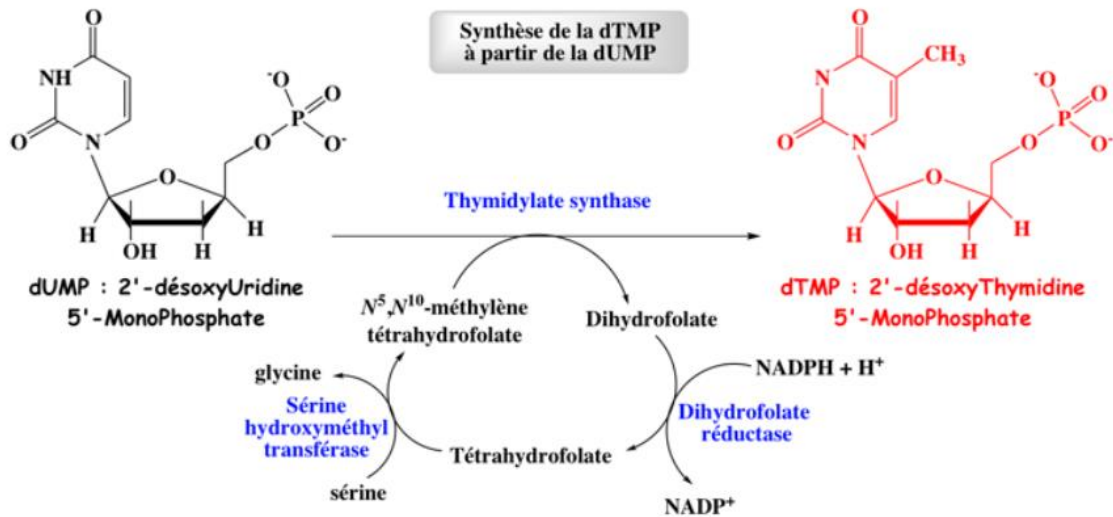 Synthèse de la dTMP
à partir de la dUMP
O
NH
O
N
-O
O
P
O
O-
O
H
OH
H
H
dUMP : 2'-désoxyUridine
5'-MonoPhosphate
O
CH3
N
O
N
-O
O
P
O
O-
O
H
OH
H
H
dTMP : 2'-désoxyThymidine
5'-MonoPhosphate
Thymidylate synthase
N5,N10-méthylène
tétrahydrofolate
Dihydrofolate
glycine
NADPH + H+
Sérine
hydroxyméthyl
transférase
Dihydrofolate
réductase
Tétrahydrofolate
sérine
NADP+